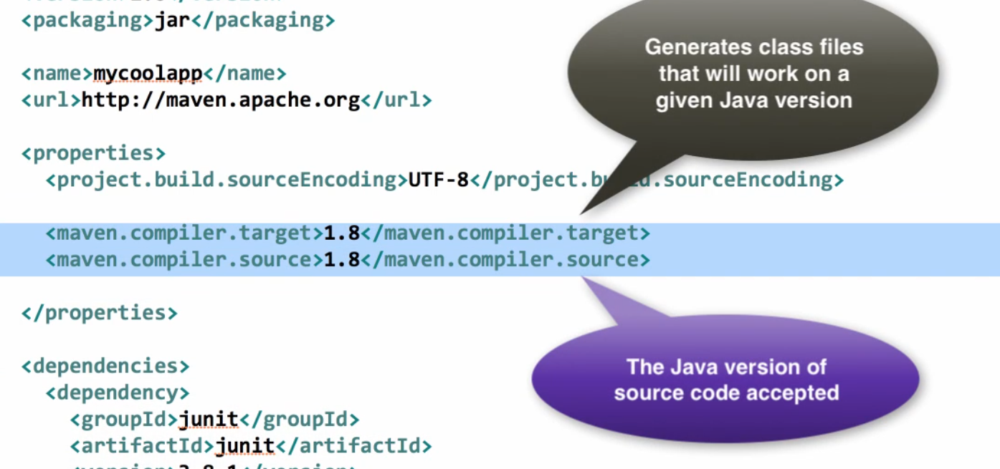 <packaging>jar</packaging>
Generates class files
that will work on a
given Java version
<name>mycoolapp</name>
<url>http://maven.apache.org</url>
<properties>
<project.build.sourceEncoding>UTF-8</project.b d.sourceEncoding>
<maven.compiler.target>1.8</maven.compiler.target>
<maven.compiler.source>1.8</maven.compiler.source>
</properties>
The Java version of
source code accepted
<dependencies>
<dependency>
<groupId>junit</groupId>
<artifactId>junit</artifactId>